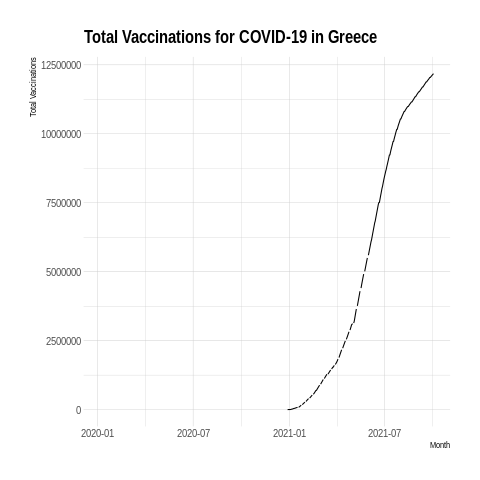 Total Vaccinations for COVID-19 in Greece
Total Vaccinations
12500000
10000000
7500000
5000000
2500000
0
2020-01 2020-07 2021-01 2021-07
Month